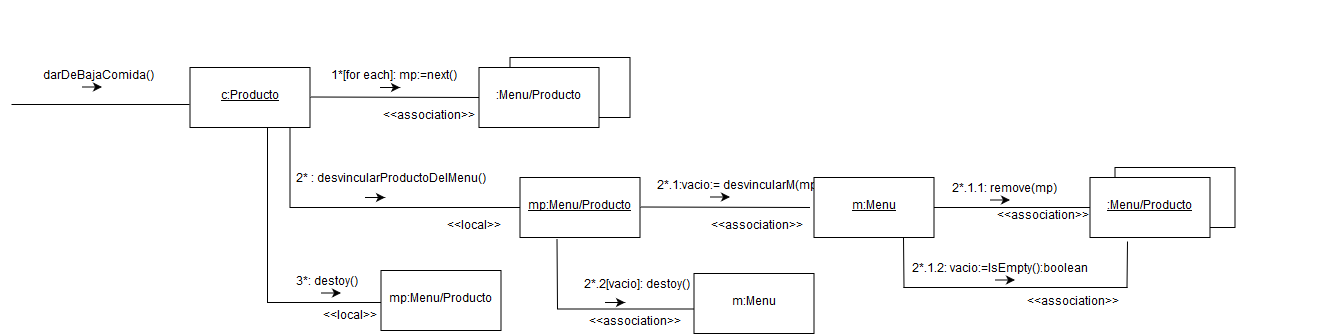 darDeBajaComida()
1*[for each]: mp:=next()
c:Producto
:Menu/Producto
<<association>>
2* : desvincularProductoDelMenu()
2*.1:vacio:= desvincularM(mp
2*.1.1: remove(mp)
mp:Menu/Producto
m:Menu
:Menu/Producto
<<association>>
<<local>>
<<association>>
2*.1.2: vacio:=IsEmpty():boolean
3*: destoy()
2*.2[vacio]: destoy()
mp:Menu/Producto
m:Menu
<<association>>
<<local>>
<<association>>